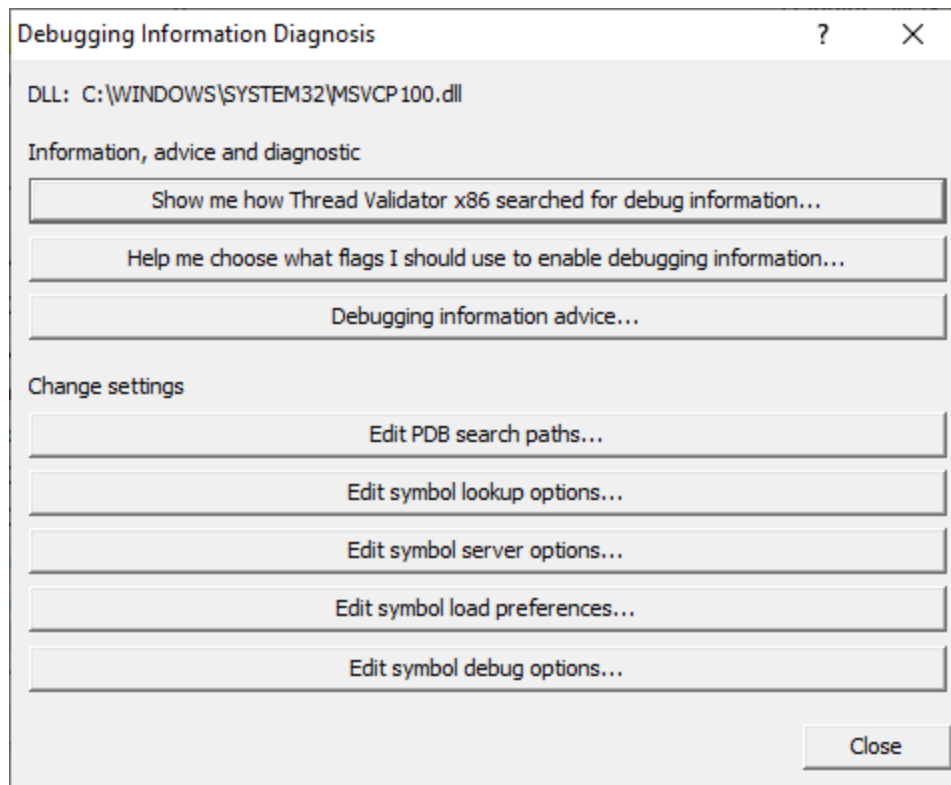 Debugging Information Diagnosis
DLL: C:\WINDOWS\SYSTEM32\MSVCP100.dll
Information, advice and diagnostic
Show me how Thread Validator x86 searched for debug information...
Help me choose what flags I should use to enable debugging information...
Debugging information advice...
Change settings
Edit PDB search paths...
Edit symbol lookup options...
Edit symbol server options...
Edit symbol load preferences...
Edit symbol debug options...
Close